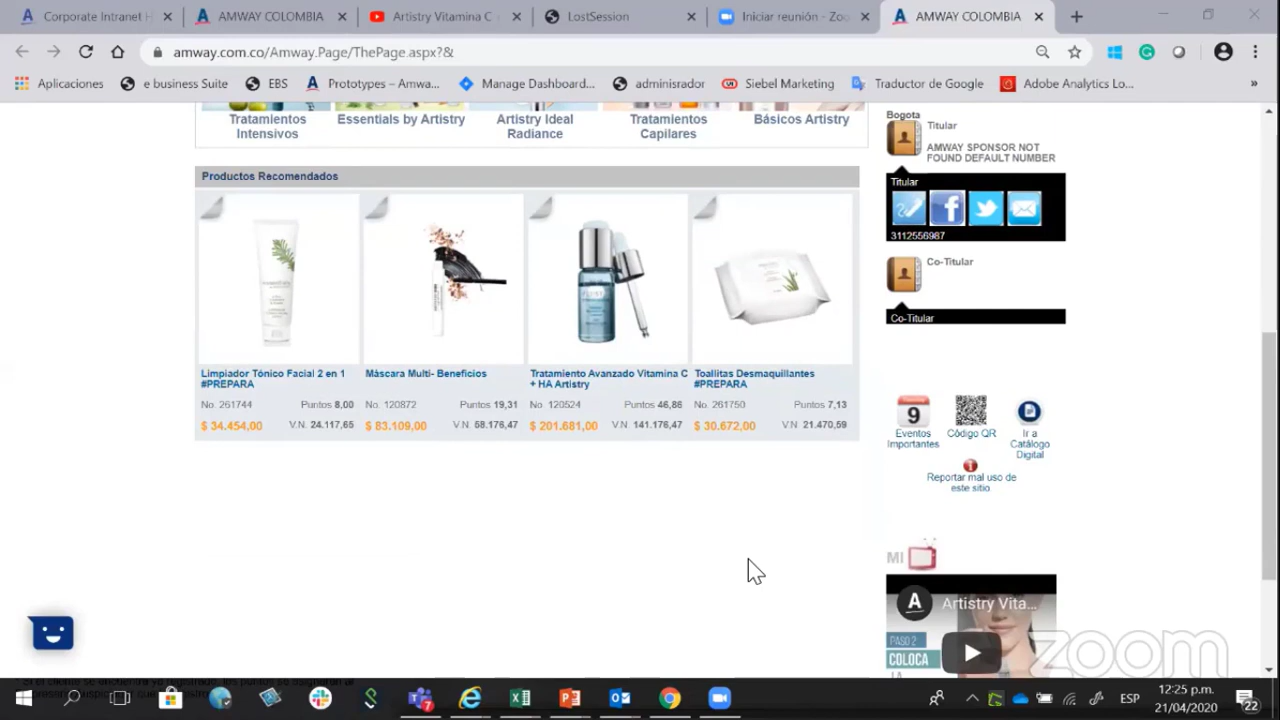 Corporate Intranet H
AMWAY COLOMBIA
Artistry Vitamina C
LostSession
Iniciar reunión - Zoo
AMWAY COLOMBIA
amway.com.co/Amway.Page/ThePage.aspx?&
Aplicaciones
e business Suite
EBS
Prototypes – Amwa...
Manage Dashboard...
adminisrador
Siebel Marketing
Traductor de Google
Adobe Analytics Lo...
»
Tratamientos
Intensivos
Essentials by Artistry
Artistry Ideal
Radiance
Tratamientos
Capilares
Básicos Artistry
Productos Recomendados
Limpiador Tónico Facial 2 en 1
#PREPARA
No. 261744 Puntos 8,00
$ 34.454,00 V.N. 24.117,65
Máscara Multi- Beneficios
No. 120872 Puntos 19,31
$ 83.109,00 V.N. 58.176,47
Tratamiento Avanzado Vitamina C
+ HA Artistry
No. 120524 Puntos 46,86
$ 201.681,00 V.N. 141.176,47
Toallitas Desmaquillantes
#PREPARA
No. 261750 Puntos 7,13
$ 30.672,00 V.N. 21.470,59
Bogota
Titular
AMWAY SPONSOR NOT
FOUND DEFAULT NUMBER
Titular
3112556987
Co-Titular
Co-Titular
9
Eventos
Importantes
Código QR
Ir a
Catálogo
Digital
Reportar mal uso de
este sitio
MI
A
Artistry Vita...
PASO 2
COLOCA
LA
zoom
7
ESP
12:25 p.m.
21/04/2020
22